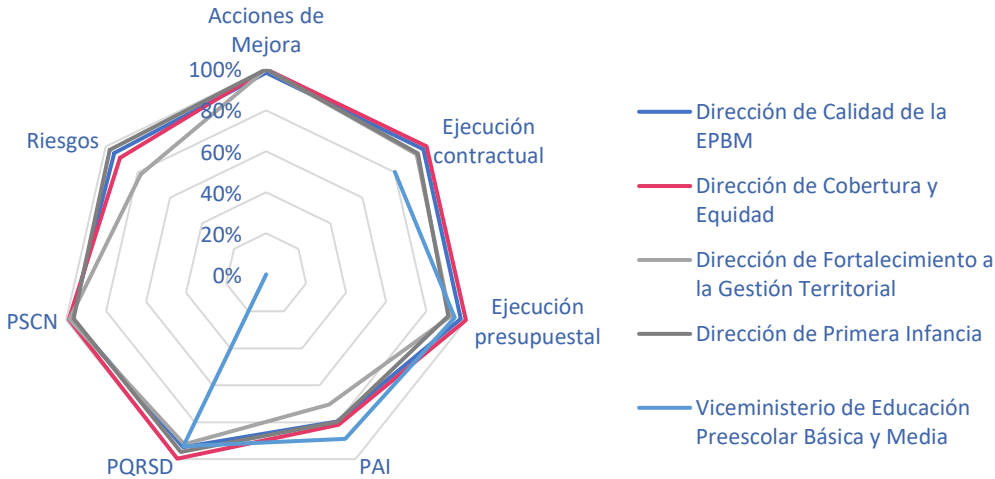 Acciones de
Mejora
100%
80%
60%
40%
20%
0%
Ejecución
contractual
Ejecución
presupuestal
PAI
PQRSD
PSCN
Riesgos
Dirección de Calidad de la
EPBM
Dirección de Cobertura y
Equidad
Dirección de Fortalecimiento a
la Gestión Territorial
Dirección de Primera Infancia
Viceministerio de Educación
Preescolar Básica y Media